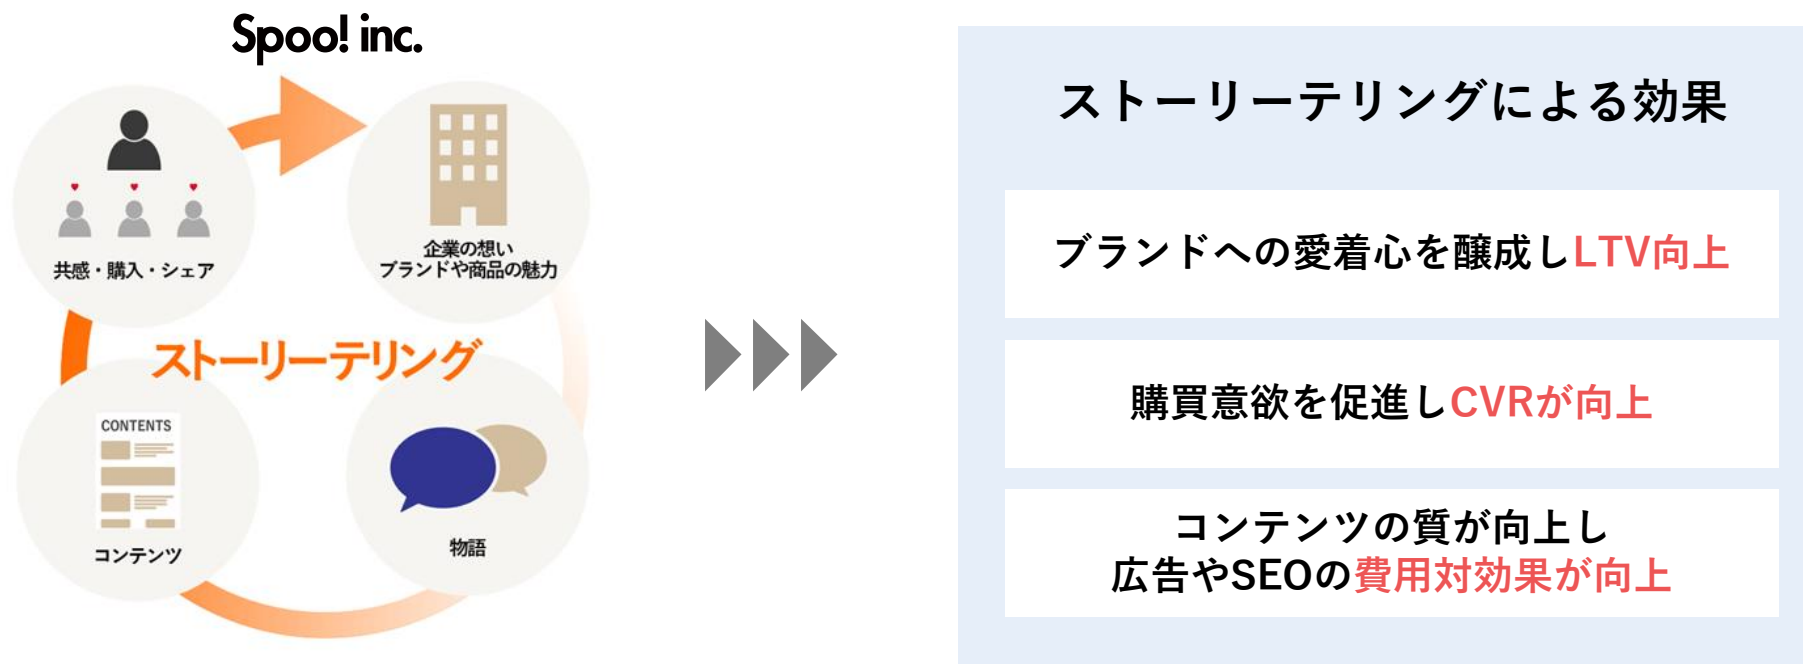 Spoo! inc.
共感・購入・シェア
企業の想い
ブランドや商品の魅力
ストーリーテリング
CONTENTS
コンテンツ
物語
ストーリーテリングによる効果
ブランドへの愛着心を醸成しLTV向上
購買意欲を促進しCVRが向上
コンテンツの質が向上し
広告やSEOの費用対効果が向上